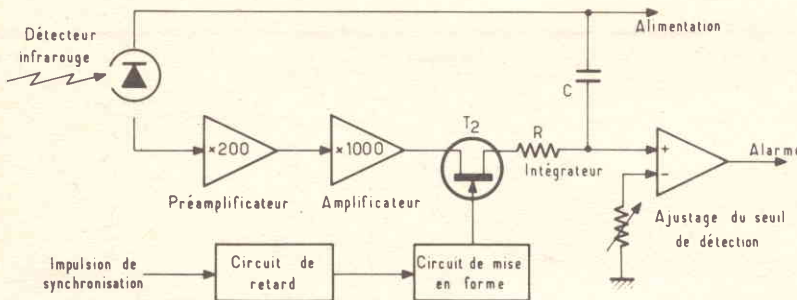 Détecteur
infrarouge
Alimentation
C
×200
×1000
T2
R
Intégrateur
+
−
Alarme
Préamplificateur
Amplificateur
Ajustage du seuil
de détection
Impulsion de
synchronisation
Circuit de
retard
Circuit de mise
en forme